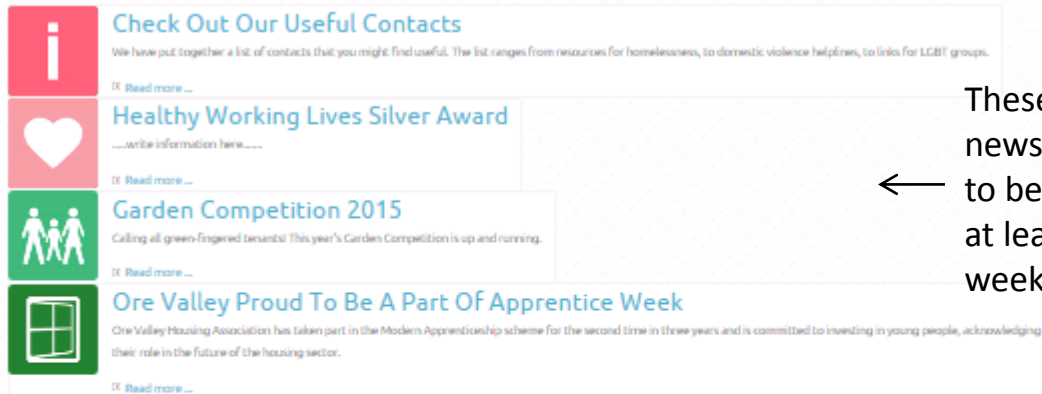 Check Out Our Useful Contacts
We have put together a list of contacts that you might find useful. The list ranges from resources for homelessness, to domestic violence helplines, to links for LGBT groups.
Read more ...
Healthy Working Lives Silver Award
......write information here.......
Read more ...
Garden Competition 2015
Calling all green-fingered tenants! This year's Garden Competition is up and running.
Read more ...
Ore Valley Proud To Be A Part Of Apprentice Week
Ore Valley Housing Association has taken part in the Modern Apprenticeship scheme for the second time in three years and is committed to investing in young people, acknowledging
their role in the future of the housing sector.
Read more ...
These
news
to be
at lea
week